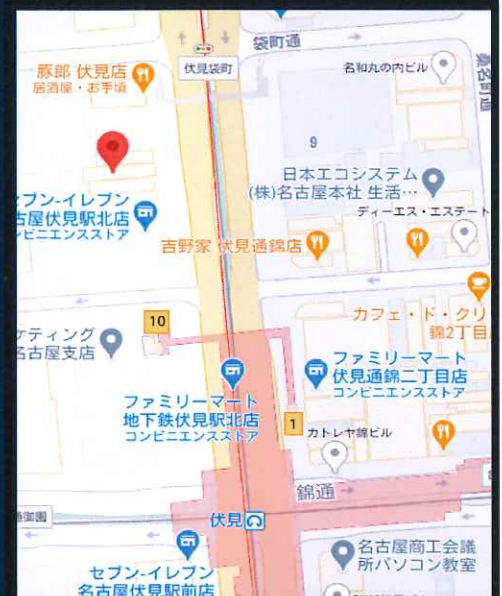 袋町通
伏見袋町
名和丸の内ビル
桑名町通
豚郎 伏見店
居酒屋・お手頃
9
日本エコシステム
(株)名古屋本社 生活…
ディーエス・エステート
セブン-イレブン
名古屋伏見駅北店
コンビニエンスストア
吉野家 伏見通錦店
カフェ・ド・クリ
錦2丁目
10
ケティング
名古屋支店
ファミリーマート
地下鉄伏見駅北店
コンビニエンスストア
ファミリーマート
伏見通錦二丁目店
コンビニエンスストア
1
カトレヤ錦ビル
錦通
御園
伏見
名古屋商工会議
所パソコン教室
セブン-イレブン
名古屋伏見駅前店